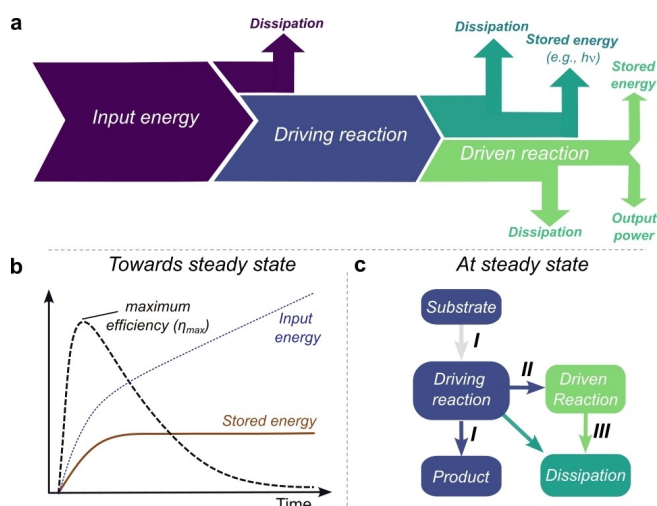 a
Dissipation
Dissipation
Stored energy
(e.g., hν)
Stored
energy
Input energy
Driving reaction
Driven reaction
Dissipation
Output
power
b
Towards steady state
maximum
efficiency (ηmax)
Input
energy
Stored energy
Time
c
At steady state
Substrate
I
Driving
reaction
II
Driven
Reaction
I
III
Product
Dissipation